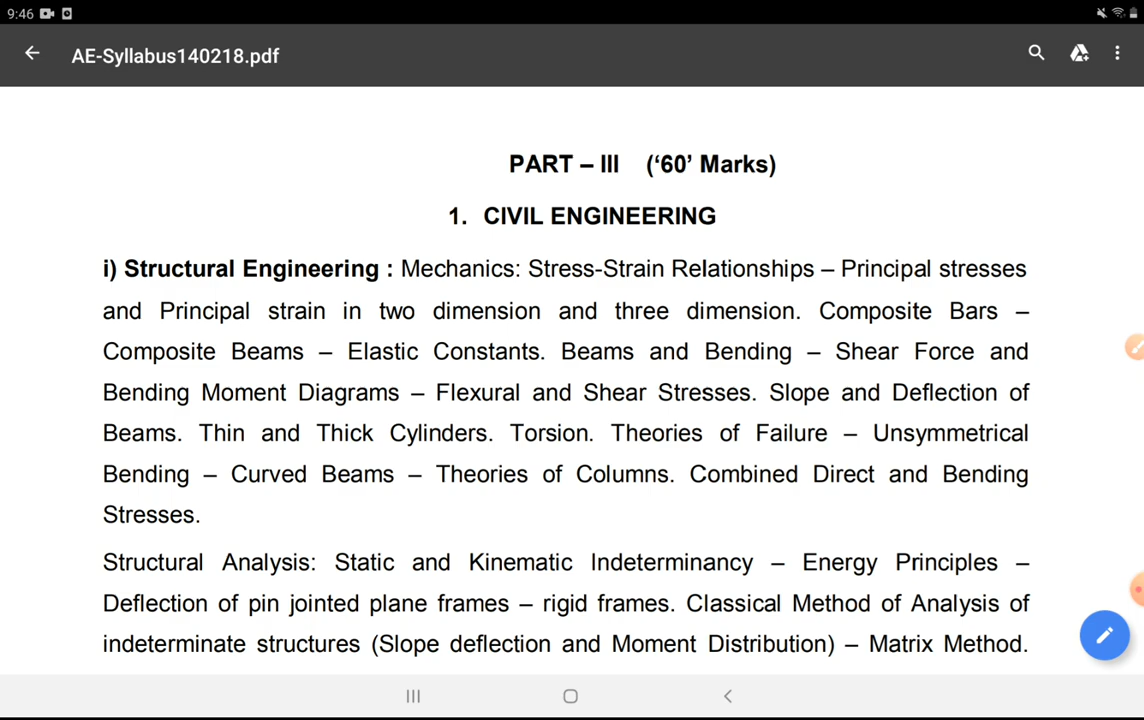 9:46
AE-Syllabus140218.pdf
PART – III (‘60’ Marks)
1. CIVIL ENGINEERING
i) Structural Engineering : Mechanics: Stress-Strain Relationships – Principal stresses
and Principal strain in two dimension and three dimension. Composite Bars –
Composite Beams – Elastic Constants. Beams and Bending – Shear Force and
Bending Moment Diagrams – Flexural and Shear Stresses. Slope and Deflection of
Beams. Thin and Thick Cylinders. Torsion. Theories of Failure – Unsymmetrical
Bending – Curved Beams – Theories of Columns. Combined Direct and Bending
Stresses.
Structural Analysis: Static and Kinematic Indeterminancy – Energy Principles –
Deflection of pin jointed plane frames – rigid frames. Classical Method of Analysis of
indeterminate structures (Slope deflection and Moment Distribution) – Matrix Method.